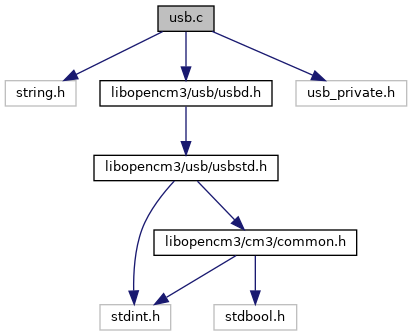 usb.c
string.h
libopencm3/usb/usbd.h
usb_private.h
libopencm3/usb/usbstd.h
libopencm3/cm3/common.h
stdint.h
stdbool.h